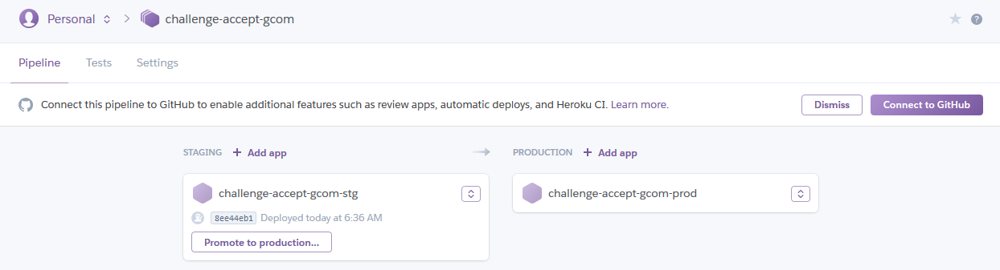 Personal > challenge-accept-gcom
Pipeline Tests Settings
Connect this pipeline to GitHub to enable additional features such as review apps, automatic deploys, and Heroku CI. Learn more. Dismiss Connect to GitHub
STAGING + Add app PRODUCTION + Add app
challenge-accept-gcom-stg challenge-accept-gcom-prod
8ee44eb1 Deployed today at 6:36 AM
Promote to production...